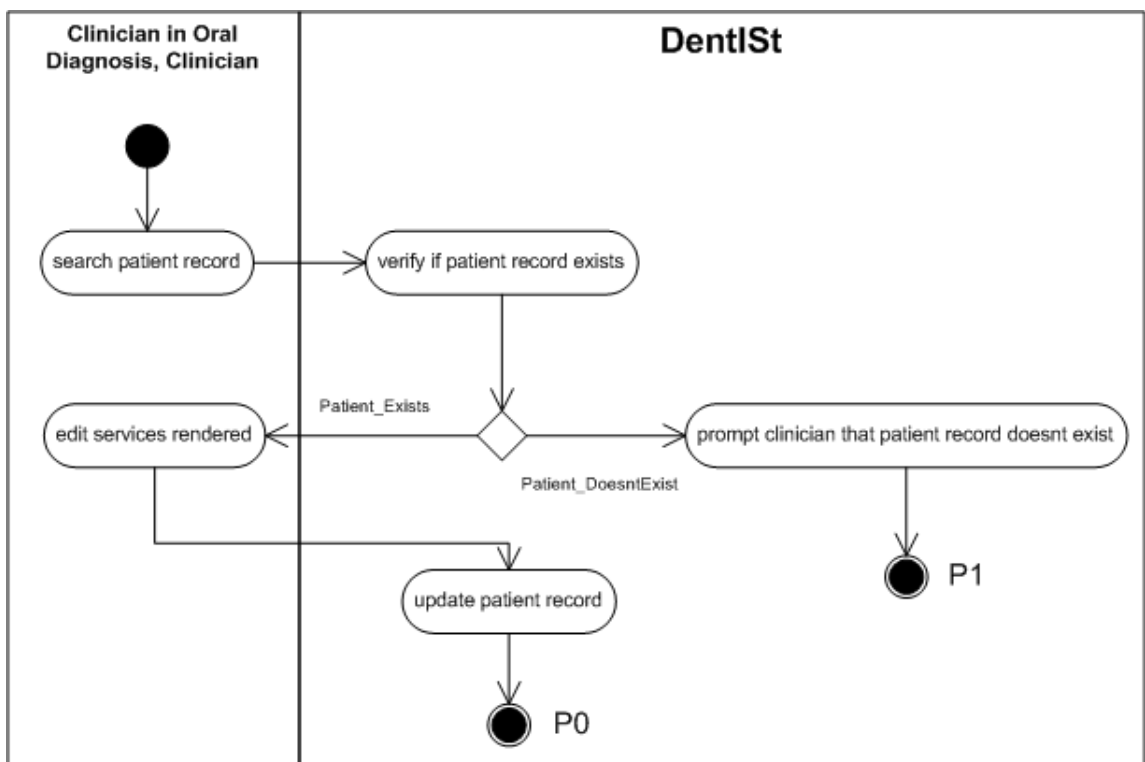 Clinician in Oral
Diagnosis, Clinician
DentISt
search patient record
verify if patient record exists
Patient_Exists
edit services rendered
prompt clinician that patient record doesnt exist
Patient_DoesntExist
P1
update patient record
P0